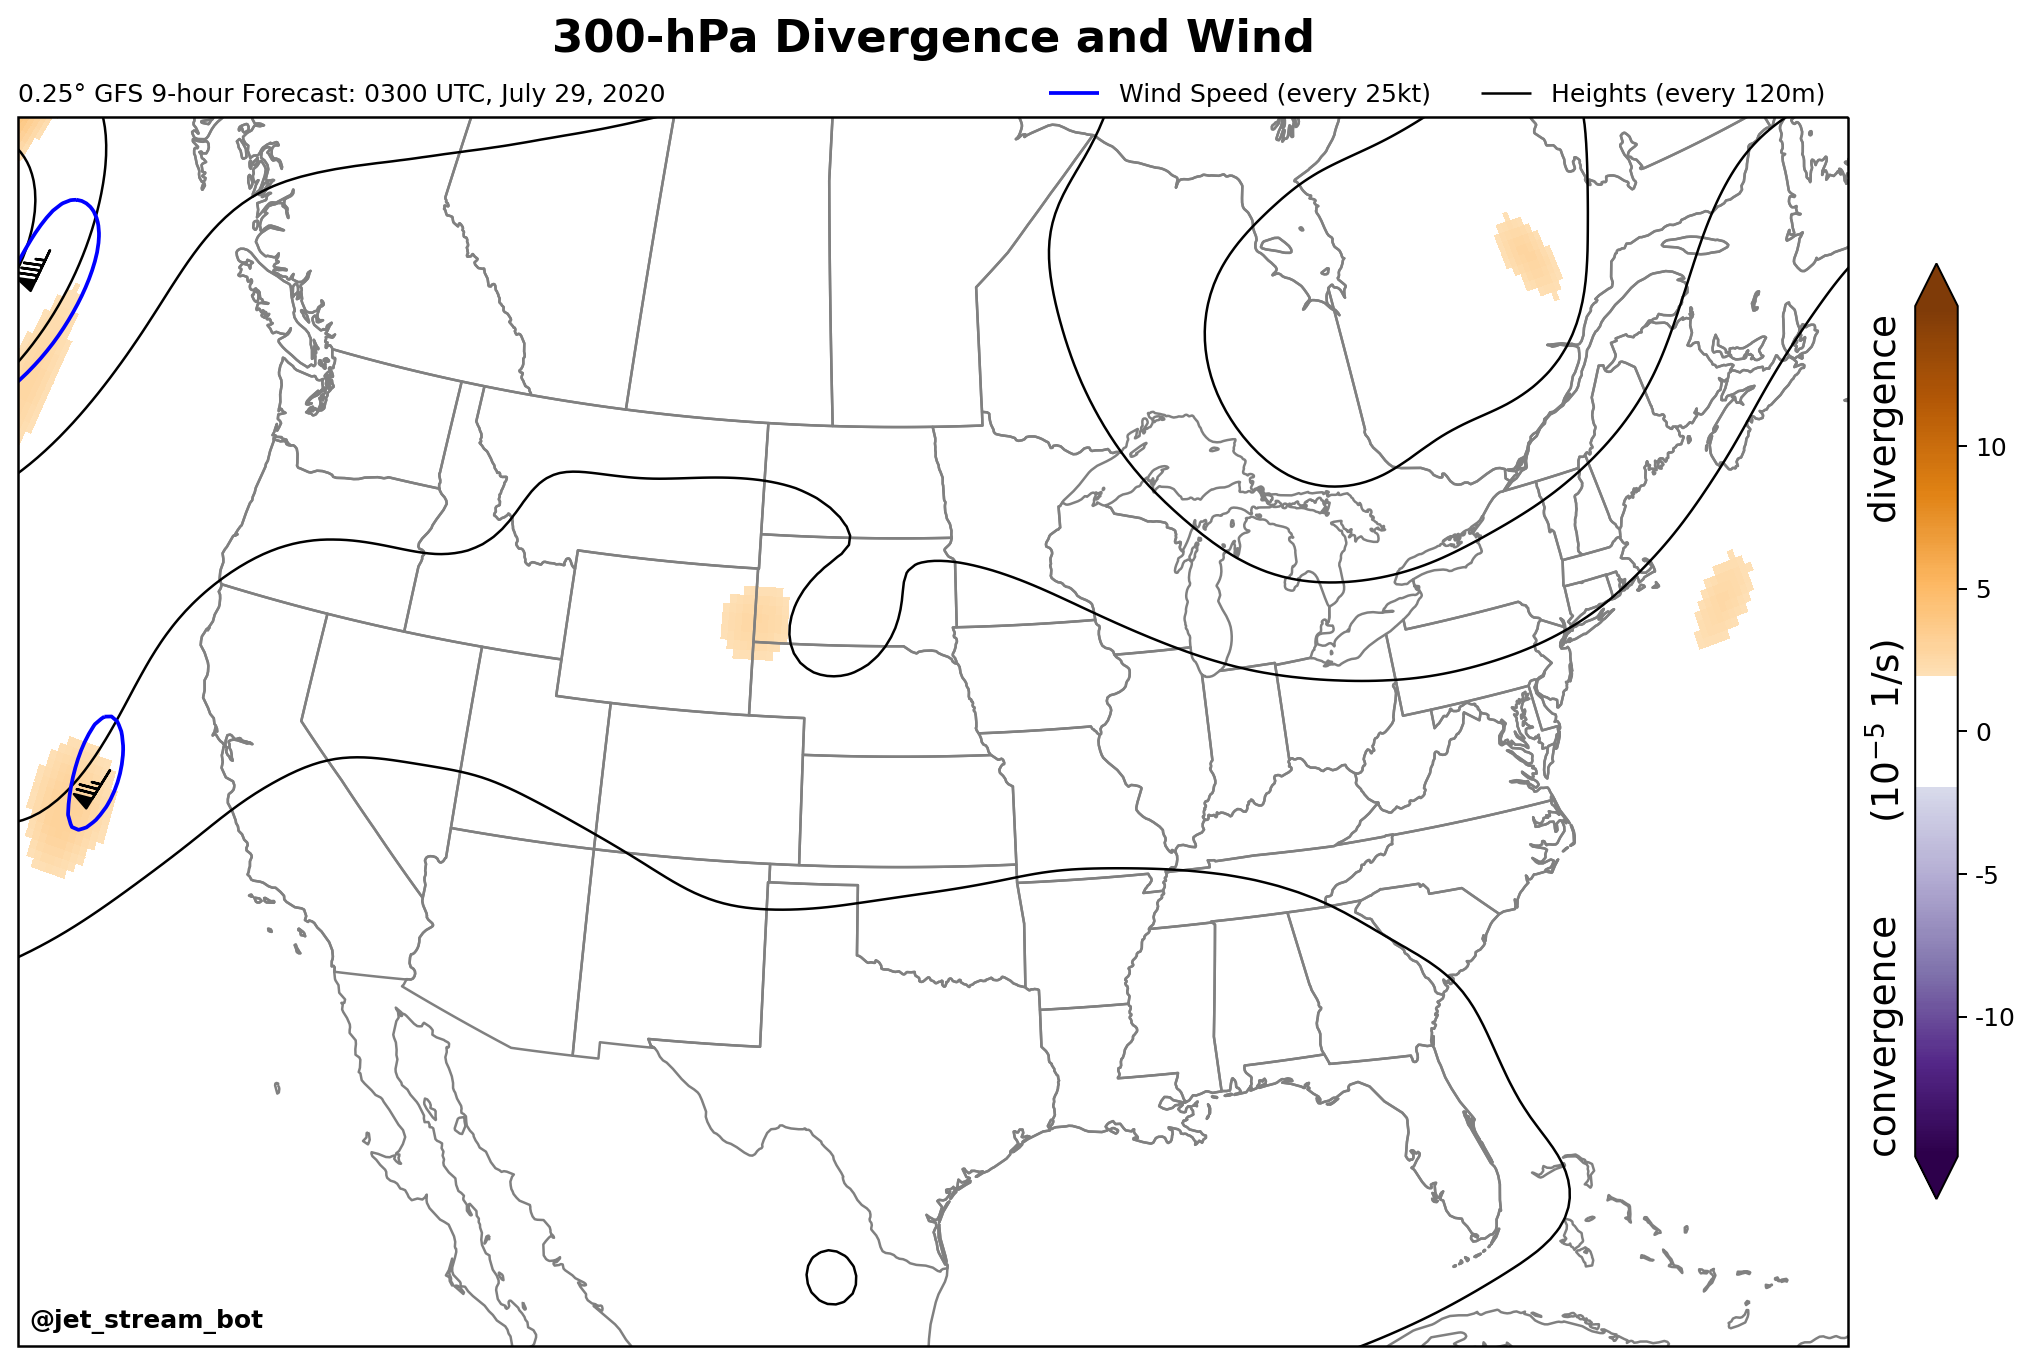 300-hPa Divergence and Wind
0.25° GFS 9-hour Forecast: 0300 UTC, July 29, 2020
Wind Speed (every 25kt)
Heights (every 120m)
divergence
(10⁻⁵ 1/s)
convergence
10
5
0
-5
-10
@jet_stream_bot